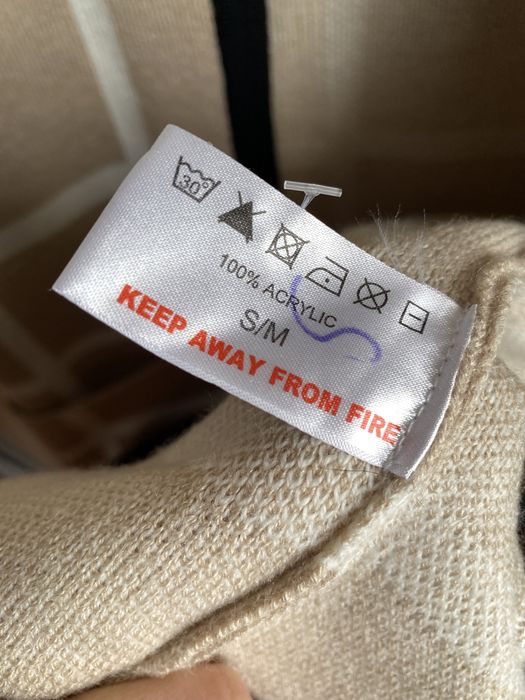 30°
100% ACRYLIC
S/M
KEEP AWAY FROM FIRE